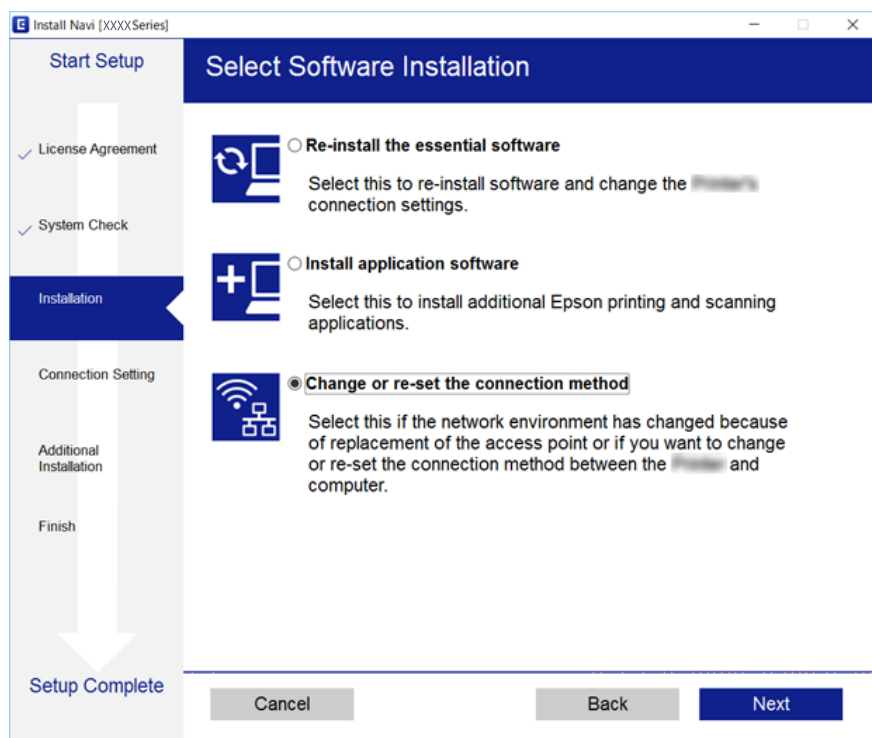 Install Navi [XXXXSeries]
Start Setup
License Agreement
System Check
Installation
Connection Setting
Additional
Installation
Finish
Setup Complete
Select Software Installation
Re-install the essential software
Select this to re-install software and change the
connection settings.
Install application software
Select this to install additional Epson printing and scanning
applications.
Change or re-set the connection method
Select this if the network environment has changed because
of replacement of the access point or if you want to change
or re-set the connection method between the and
computer.
Cancel
Back
Next